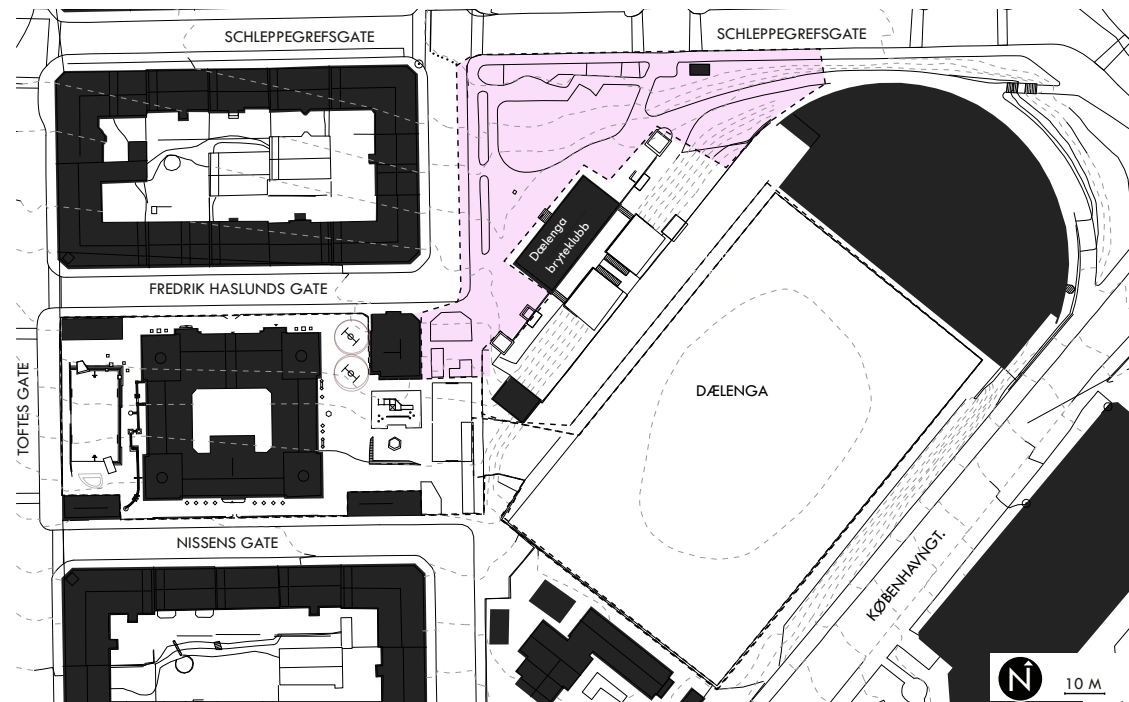 SCHLEPPEGREFSGATE
SCHLEPPEGREFSGATE
Dælenga
bryteklubb
FREDRIK HASLUNDS GATE
TOFTES GATE
DÆLENGA
NISSENS GATE
KØBENHAVNGT.
N
10 M